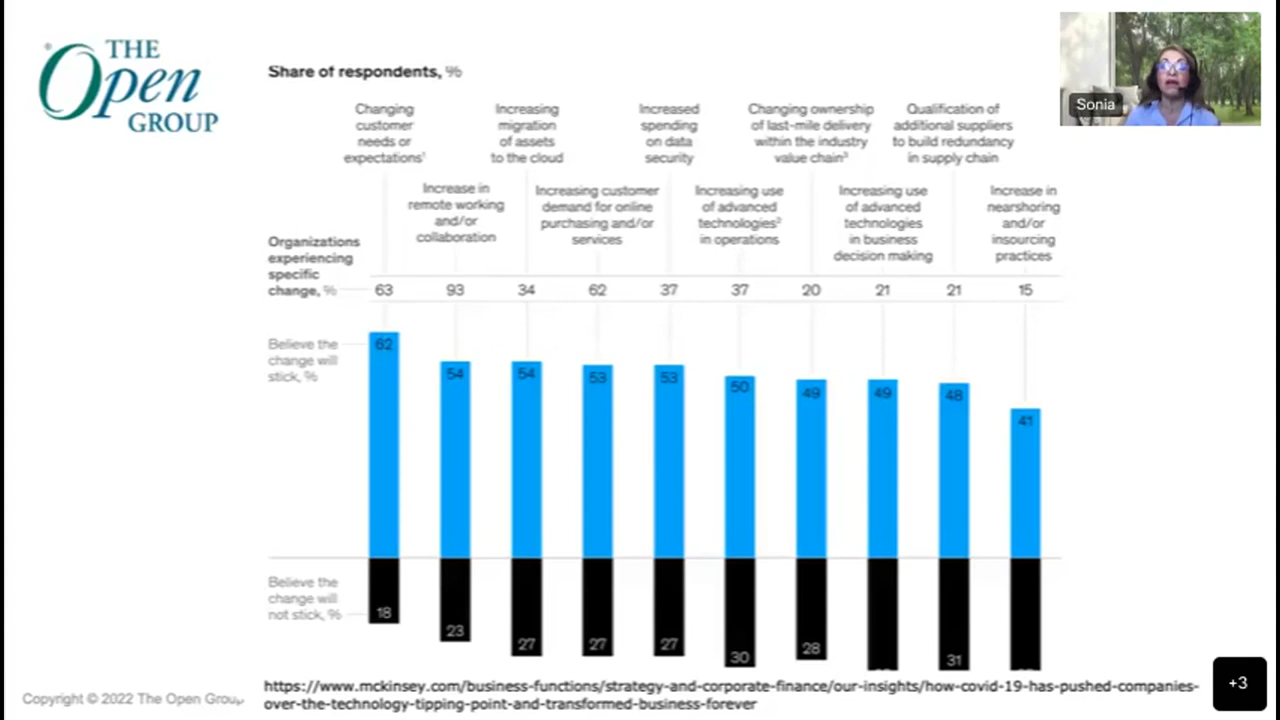 THE
Open
GROUP
Sonia
Share of respondents, %
Changing
customer
needs or
expectations¹
Increasing
migration
of assets
to the cloud
Increased
spending
on data
security
Changing ownership
of last-mile delivery
within the industry
value chain³
Qualification of
additional suppliers
to build redundancy
in supply chain
Increase in
remote working
and/or
collaboration
Increasing customer
demand for online
purchasing and/or
services
Increasing use
of advanced
technologies²
in operations
Increasing use
of advanced
technologies
in business
decision making
Increase in
nearshoring
and/or
insourcing
practices
Organizations
experiencing
specific
change, %
63 93 34 62 37 37 20 21 21 15
Believe the
change will
stick, %
62 54 54 53 53 50 49 49 48 41
Believe the
change will
not stick, %
18 23 27 27 27 30 28 31
https://www.mckinsey.com/business-functions/strategy-and-corporate-finance/our-insights/how-covid-19-has-pushed-companies-
over-the-technology-tipping-point-and-transformed-business-forever
Copyright © 2022 The Open Group
+3